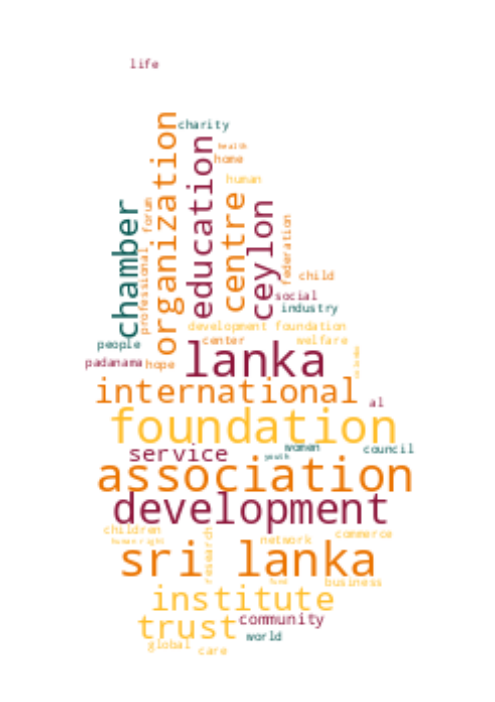 life
charity
health
home
human
organization
education
chamber
centre
ceylon
forum
professional
federation
child
social
industry
development foundation
people
center
welfare
lanka
padanama
hope
international
al
foundation
women
council
service
youth
association
development
children
commerce
human right
network
research
sri lanka
fund
business
institute
trust
community
world
global
care